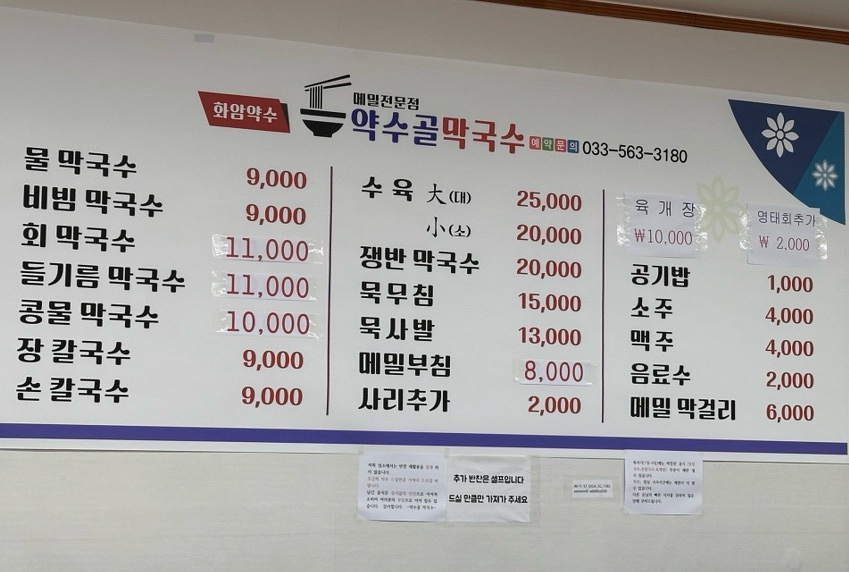 화암약수
메밀전문점
약수골막국수
예약문의 033-563-3180
물 막국수 9,000
비빔 막국수 9,000
회 막국수 11,000
들기름 막국수 11,000
콩물 막국수 10,000
장 칼국수 9,000
손 칼국수 9,000
수육 大(대) 25,000
小(소) 20,000
쟁반 막국수 20,000
묵무침 15,000
묵사발 13,000
메밀부침 8,000
사리추가 2,000
육개장
₩10,000
명태회추가
₩ 2,000
공기밥 1,000
소주 4,000
맥주 4,000
음료수 2,000
메밀 막걸리 6,000
추가 반찬은 셀프입니다
드실 만큼만 가져가 주세요